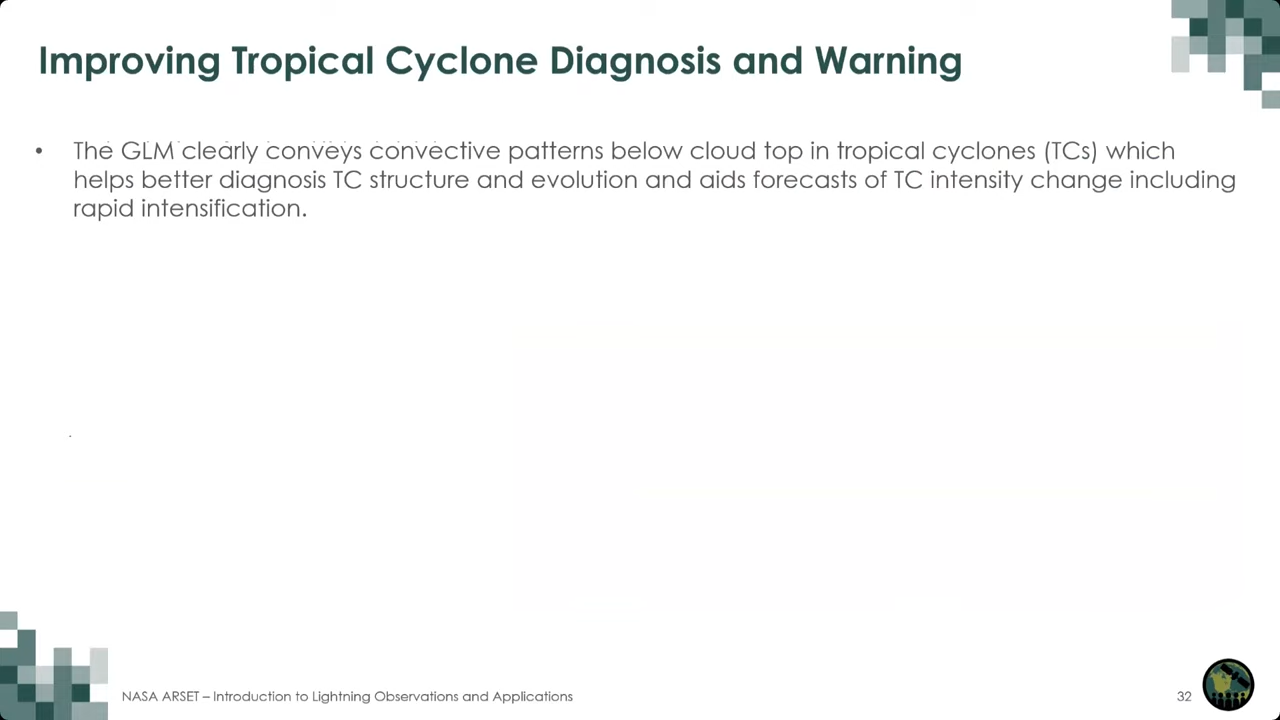 Improving Tropical Cyclone Diagnosis and Warning
• The GLM clearly conveys convective patterns below cloud top in tropical cyclones (TCs) which
helps better diagnosis TC structure and evolution and aids forecasts of TC intensity change including
rapid intensification.
NASA ARSET – Introduction to Lightning Observations and Applications
32